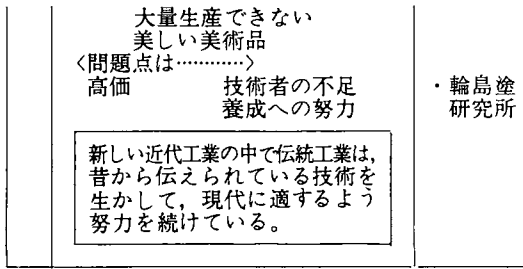 大量生産できない
美しい美術品
〈問題点は…………〉
高価　　　技術者の不足
養成への努力
新しい近代工業の中で伝統工業は，
昔から伝えられている技術を
生かして，現代に適するよう
努力を続けている。
・輪島塗
研究所